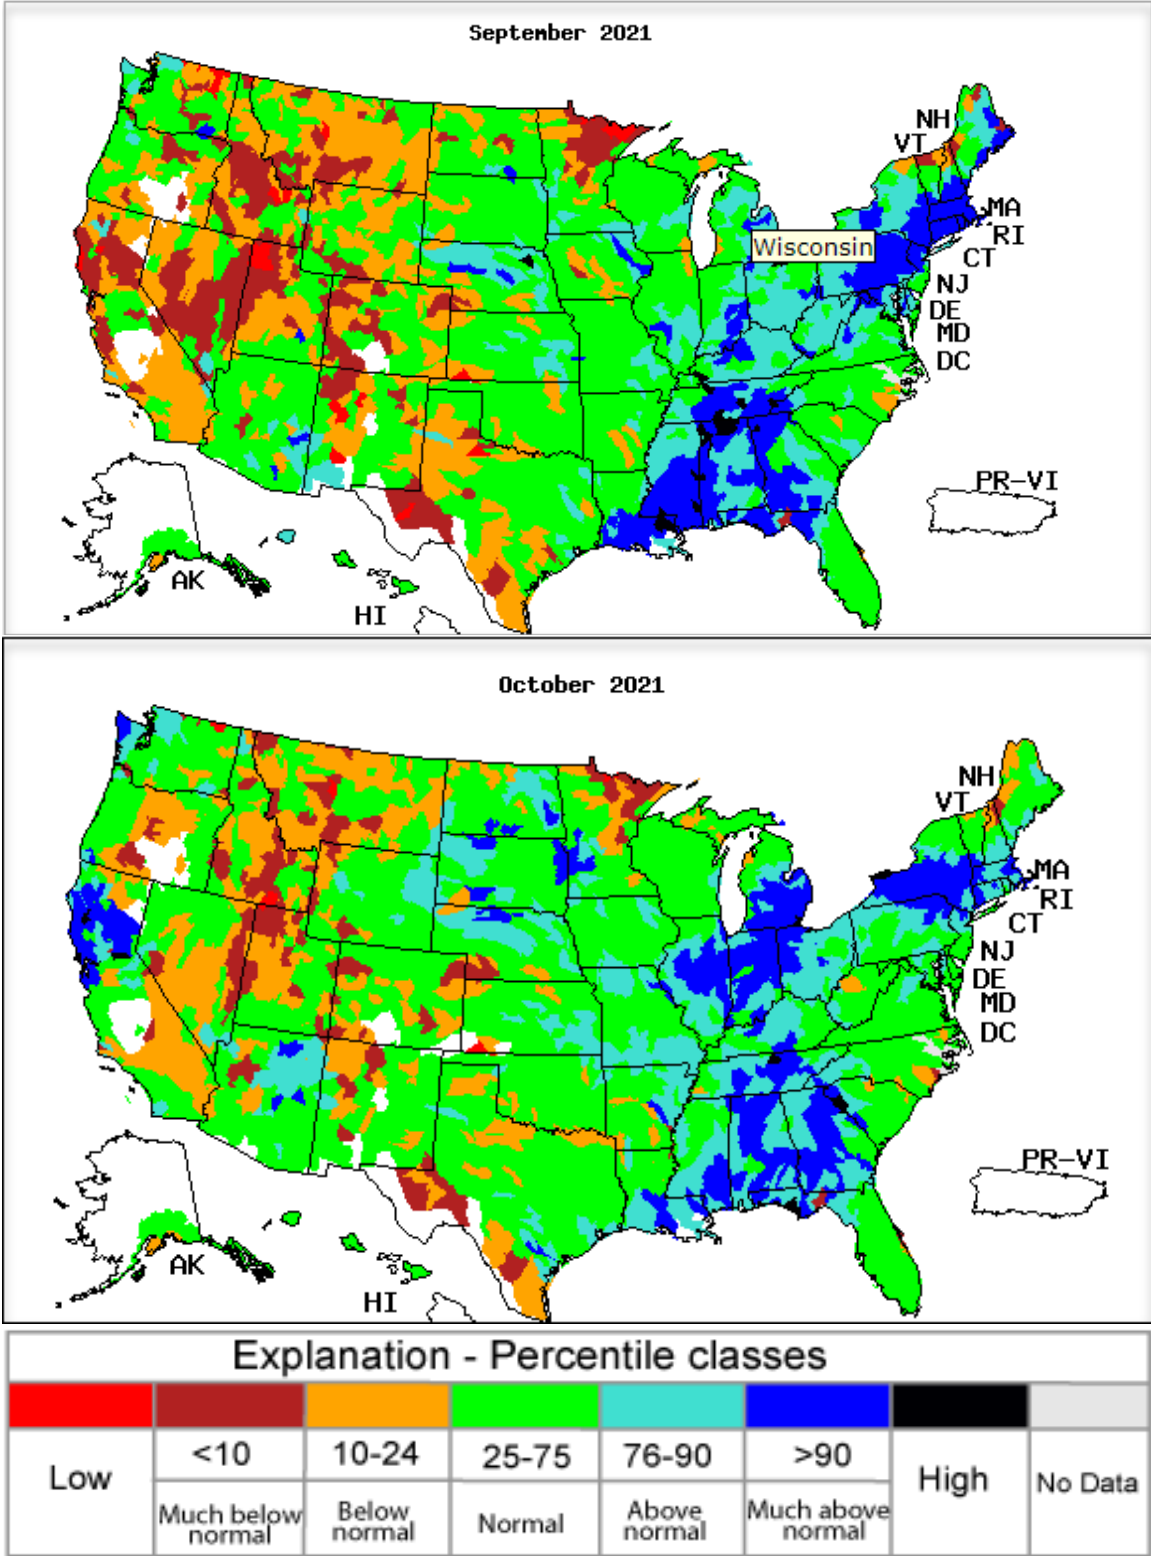 September 2021
NH
VT
MA
RI
Wisconsin
CT
NJ
DE
MD
DC
PR-VI
AK
HI
October 2021
NH
VT
MA
RI
CT
NJ
DE
MD
DC
PR-VI
AK
HI
Explanation - Percentile classes
Low
<10
10-24
25-75
76-90
>90
High
No Data
Much below
normal
Below
normal
Normal
Above
normal
Much above
normal